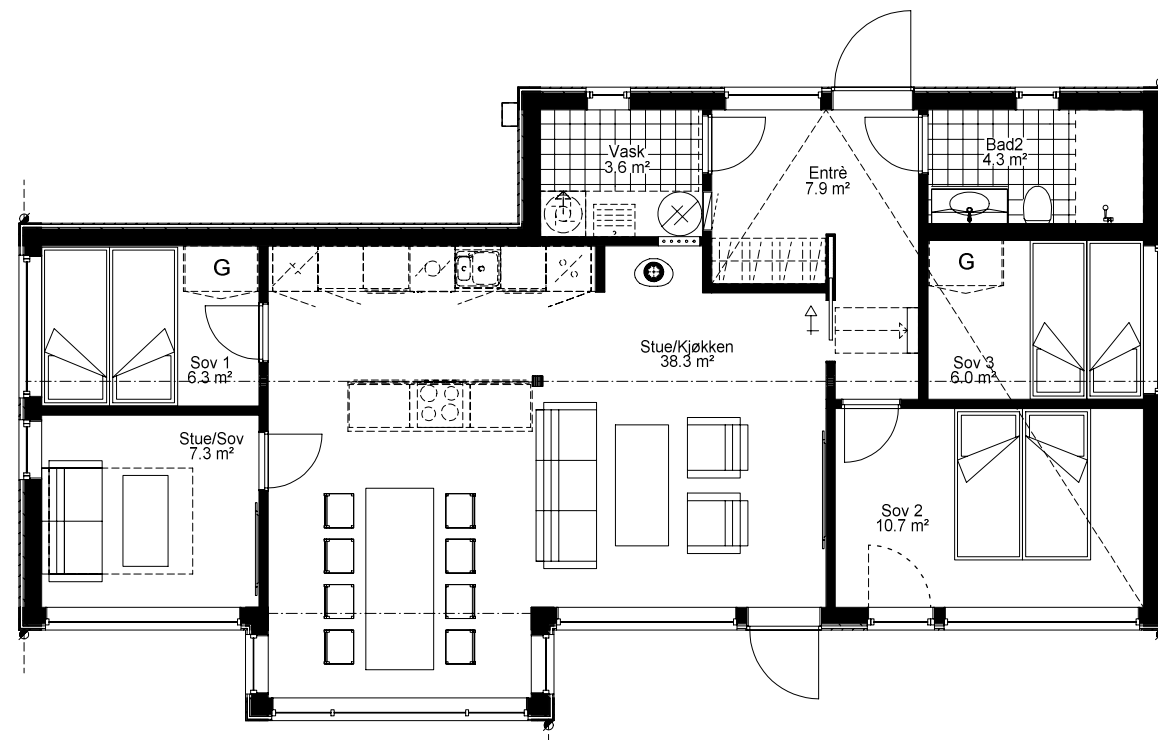 Vask
3,6 m²
Entrè
7.9 m²
Bad2
4,3 m²
G
G
Sov 1
6.3 m²
Stue/Kjøkken
38.3 m²
Sov 3
6.0 m²
Stue/Sov
7.3 m²
Sov 2
10.7 m²